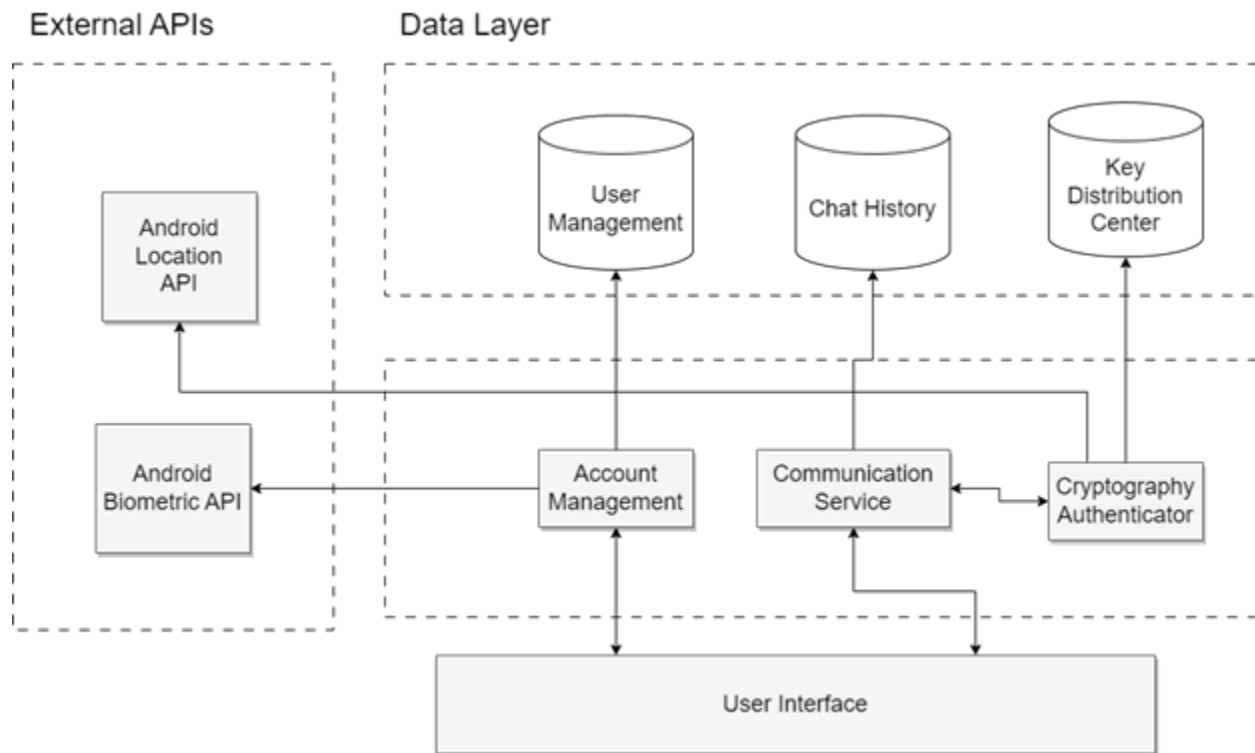 External APIs
Data Layer
User
Management
Chat History
Key
Distribution
Center
Android
Location
API
Android
Biometric API
Account
Management
Communication
Service
Cryptography
Authenticator
User Interface